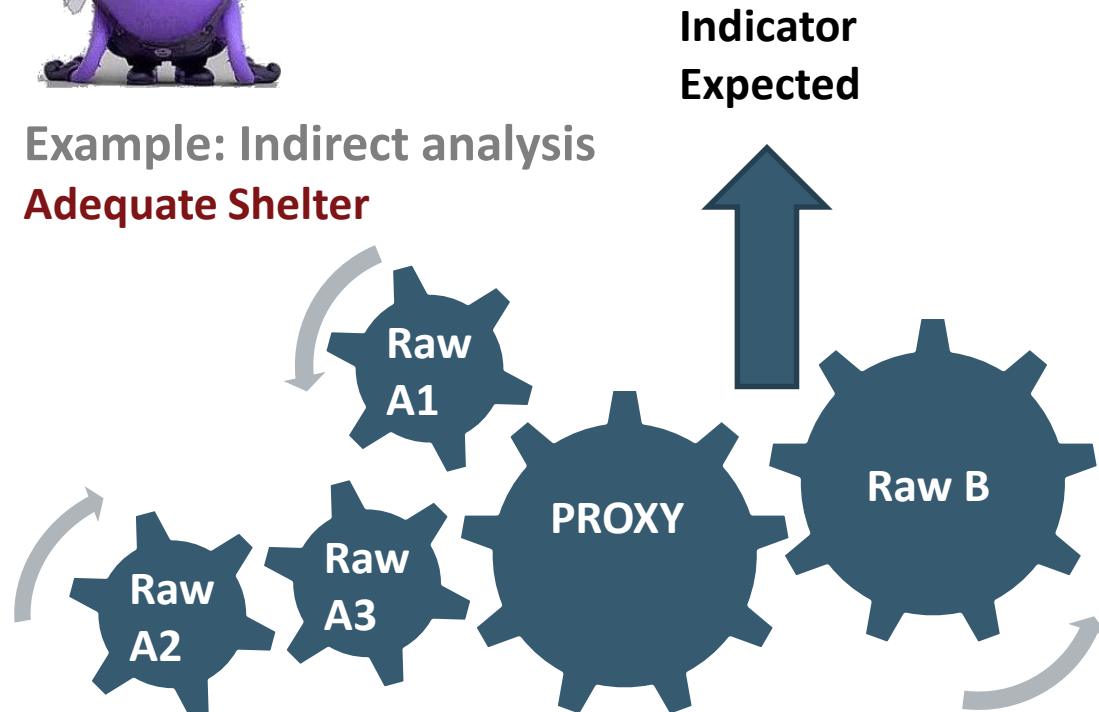 Indicator
Expected
Example: Indirect analysis
Adequate Shelter
Raw
A1
PROXY
Raw B
Raw
A3
Raw
A2